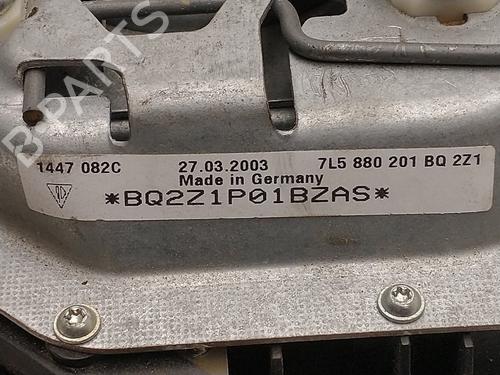 B-PARTS
1447 082C 27.03.2003 7L5 880 201 BQ 2Z1
Made in Germany
*BQ2Z1P01BZAS*